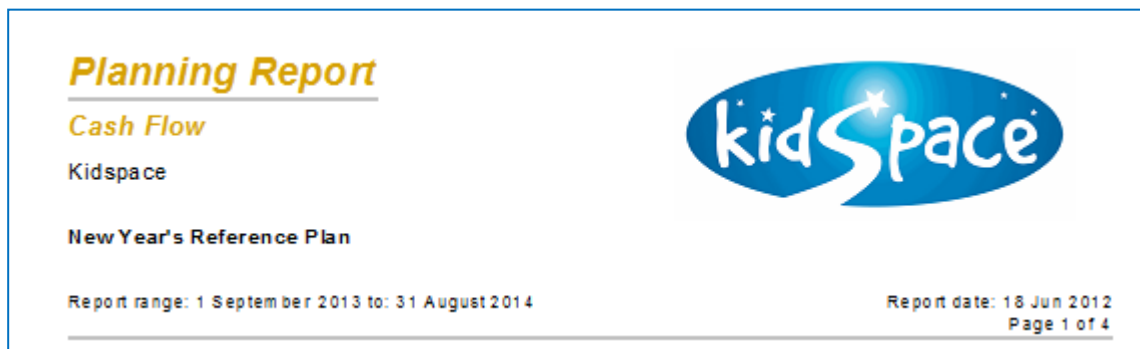 Planning Report
Cash Flow
Kidspace
kidspace
New Year's Reference Plan
Report range: 1 September 2013 to: 31 August 2014
Report date: 18 Jun 2012
Page 1 of 4